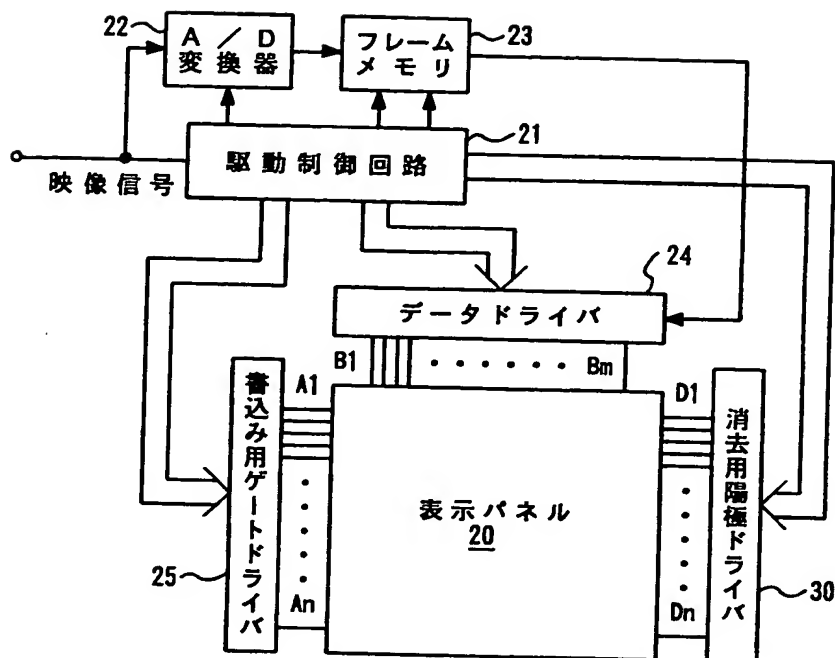 22
A/D
変換器
フレーム
メモリ
23
21
駆動制御回路
映像信号
24
データドライバ
B1
Bm
A1
D1
書込み用ゲートドライバ
表示パネル
20
消去用陽極ドライバ
25
An
Dn
30